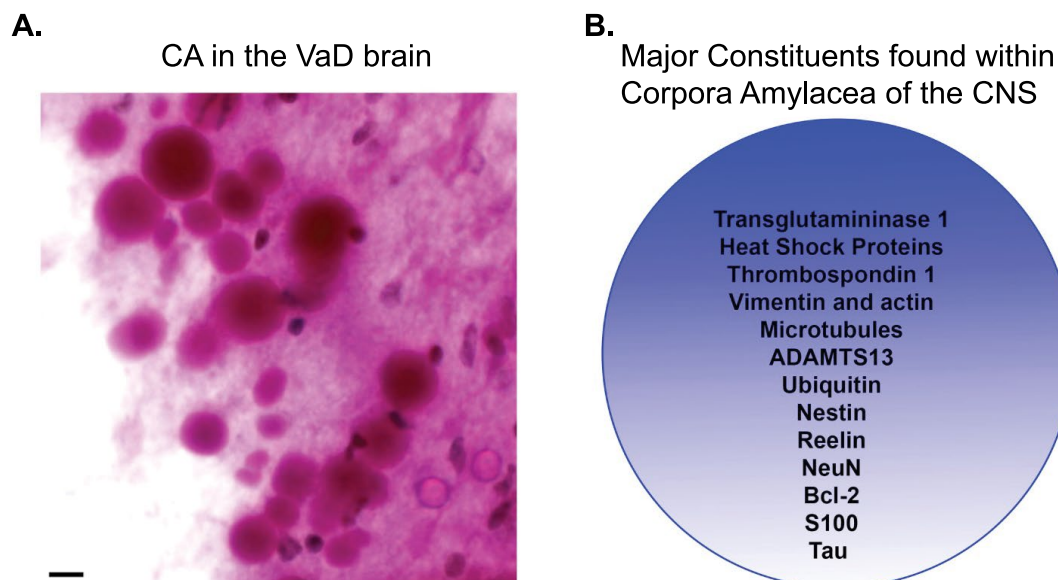 A.
CA in the VaD brain
B.
Major Constituents found within
Corpora Amylacea of the CNS
Transglutamininase 1
Heat Shock Proteins
Thrombospondin 1
Vimentin and actin
Microtubules
ADAMTS13
Ubiquitin
Nestin
Reelin
NeuN
Bcl-2
S100
Tau